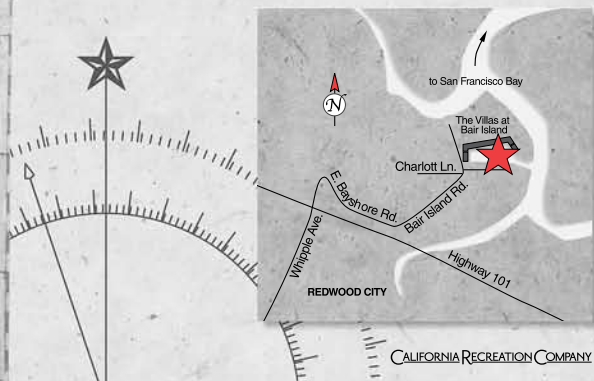 to San Francisco Bay
N
The Villas at
Bair Island
Charlott Ln.
E. Bayshore Rd.
Bair Island Rd.
Whipple Ave.
Highway 101
REDWOOD CITY
CALIFORNIA RECREATION COMPANY